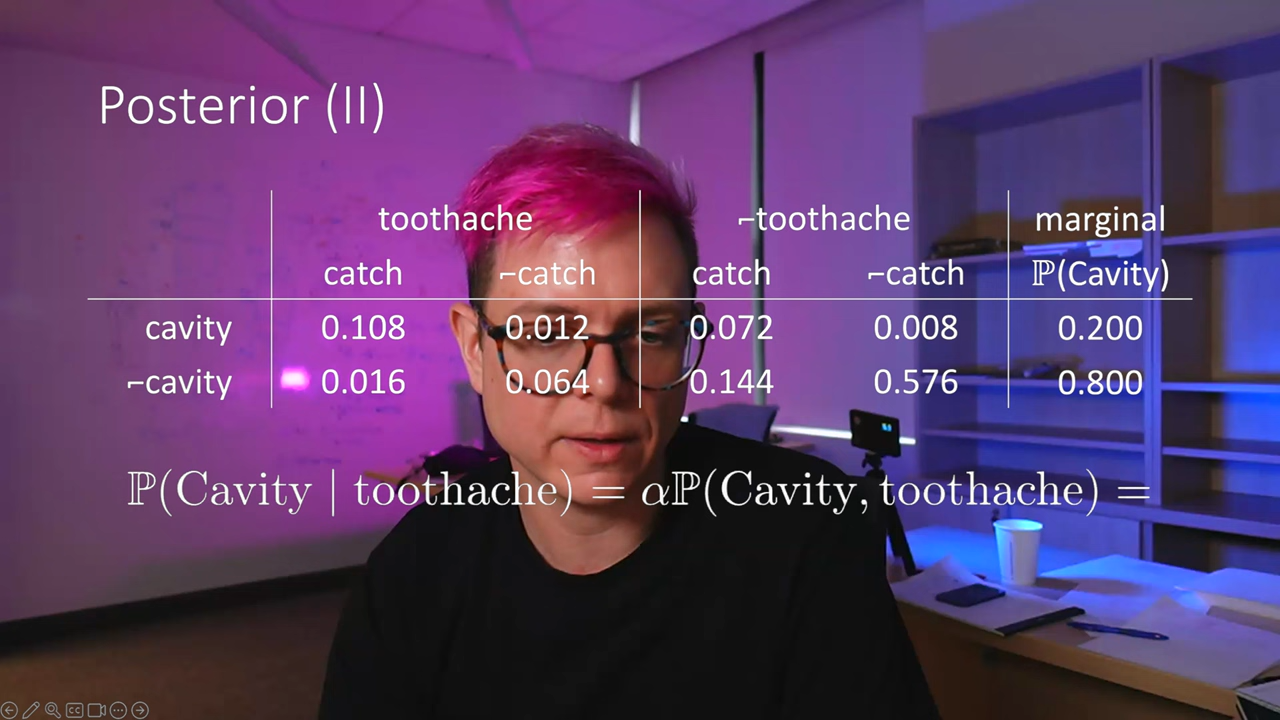 Posterior (II)
toothache ⌐toothache marginal
catch ⌐catch catch ⌐catch ℙ(Cavity)
cavity 0.108 0.012 0.072 0.008 0.200
⌐cavity 0.016 0.064 0.144 0.576 0.800
ℙ(Cavity | toothache) = αℙ(Cavity, toothache) =